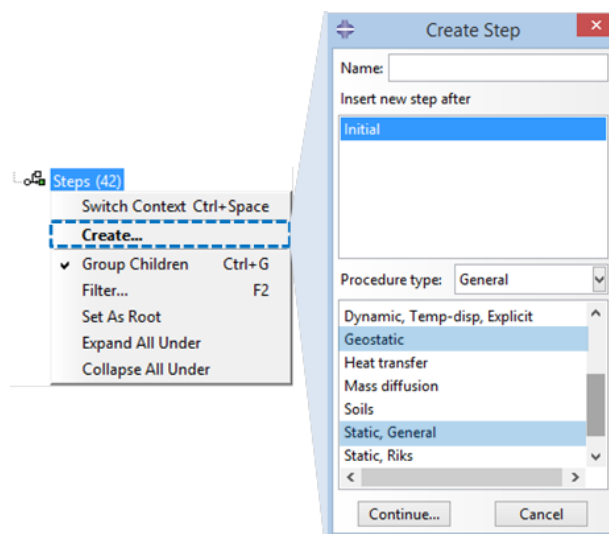 Steps (42)
Switch Context Ctrl+Space
Create...
Group Children Ctrl+G
Filter... F2
Set As Root
Expand All Under
Collapse All Under
Create Step
Name:
Insert new step after
Initial
Procedure type: General
Dynamic, Temp-disp, Explicit
Geostatic
Heat transfer
Mass diffusion
Soils
Static, General
Static, Riks
Continue... Cancel